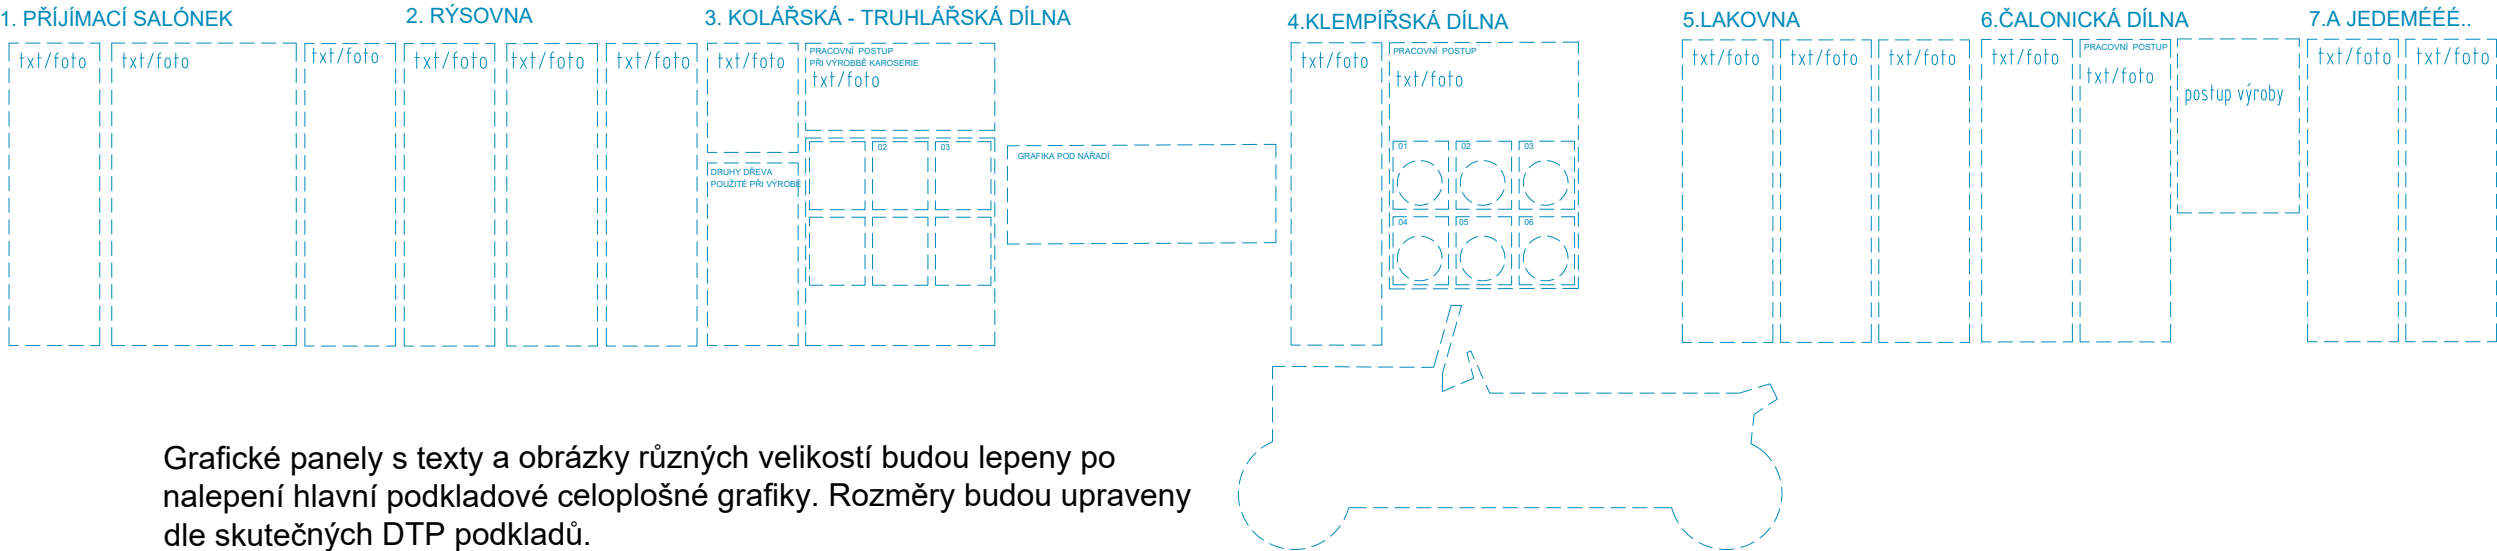 1. PŘÍJÍMACÍ SALÓNEK
txt/foto
txt/foto
txt/foto
2. RÝSOVNA
txt/foto
txt/foto
txt/foto
3. KOLÁŘSKÁ - TRUHLÁŘSKÁ DÍLNA
txt/foto
DRUHY DŘEVA
POUŽITÉ PŘI VÝROBĚ
PRACOVNÍ POSTUP
PŘI VÝROBBĚ KAROSERIE
txt/foto
02
03
GRAFIKA POD NÁŘADÍ
4.KLEMPÍŘSKÁ DÍLNA
txt/foto
PRACOVNÍ POSTUP
txt/foto
01
02
03
04
05
06
5.LAKOVNA
txt/foto
txt/foto
txt/foto
6.ČALONICKÁ DÍLNA
txt/foto
PRACOVNÍ POSTUP
txt/foto
postup výroby
7.A JEDEMÉÉÉ..
txt/foto
txt/foto
Grafické panely s texty a obrázky různých velikostí budou lepeny po
nalepení hlavní podkladové celoplošné grafiky. Rozměry budou upraveny
dle skutečných DTP podkladů.